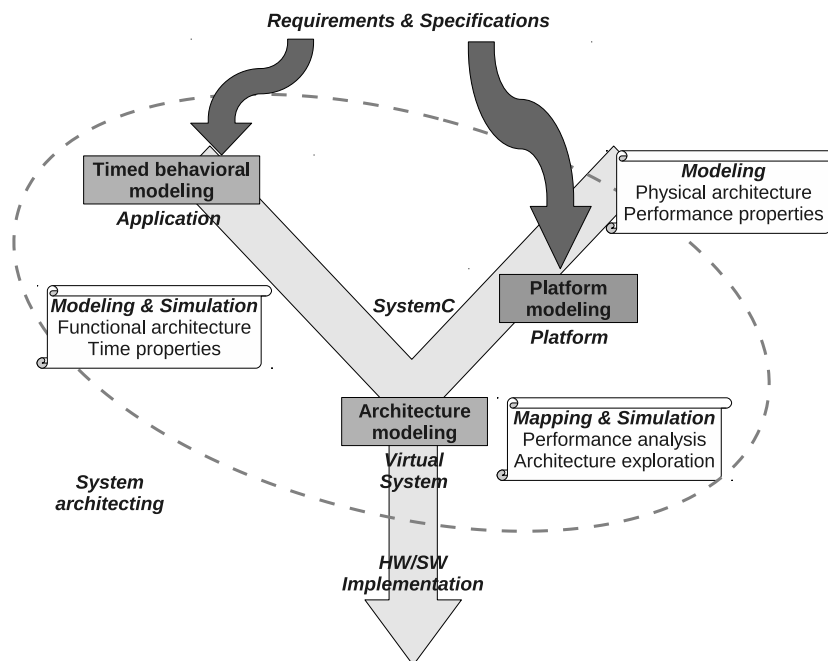 Requirements & Specifications
Timed behavioral
modeling
Application
Modeling
Physical architecture
Performance properties
Modeling & Simulation
Functional architecture
Time properties
SystemC
Platform
modeling
Platform
Architecture
modeling
Virtual
System
Mapping & Simulation
Performance analysis
Architecture exploration
System
architecting
HW/SW
Implementation